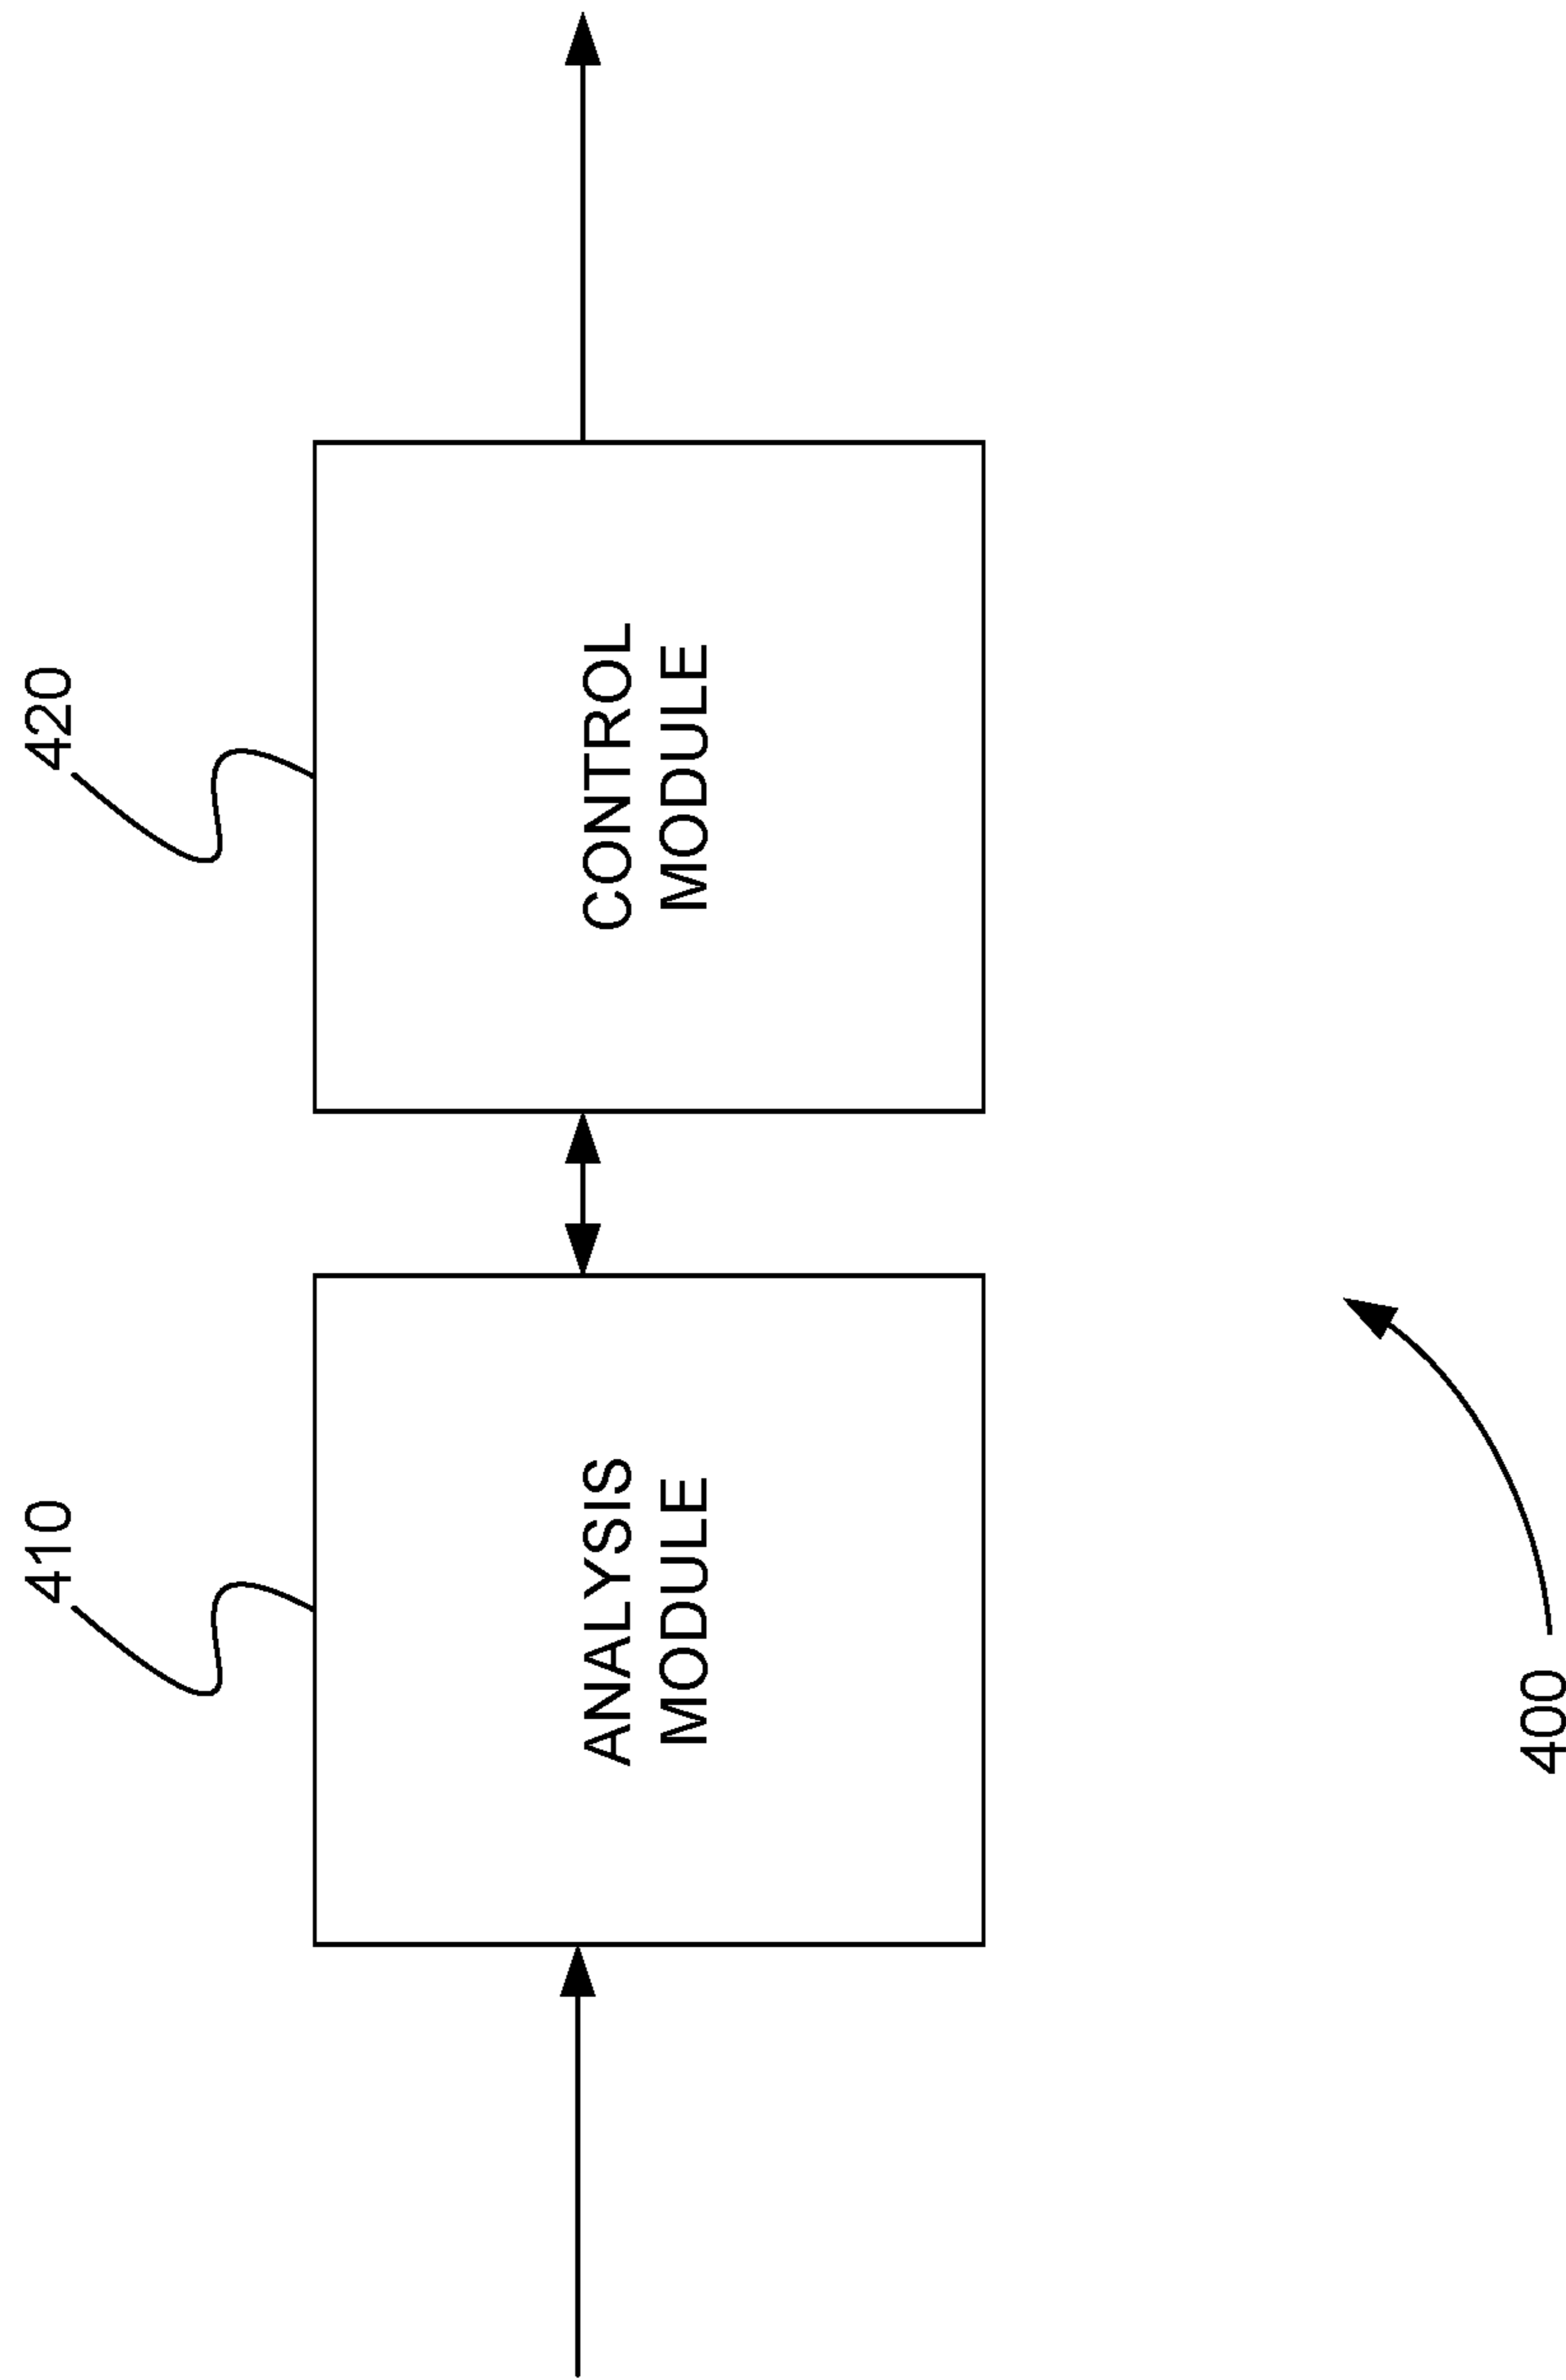 410
420
ANALYSIS
MODULE
CONTROL
MODULE
400